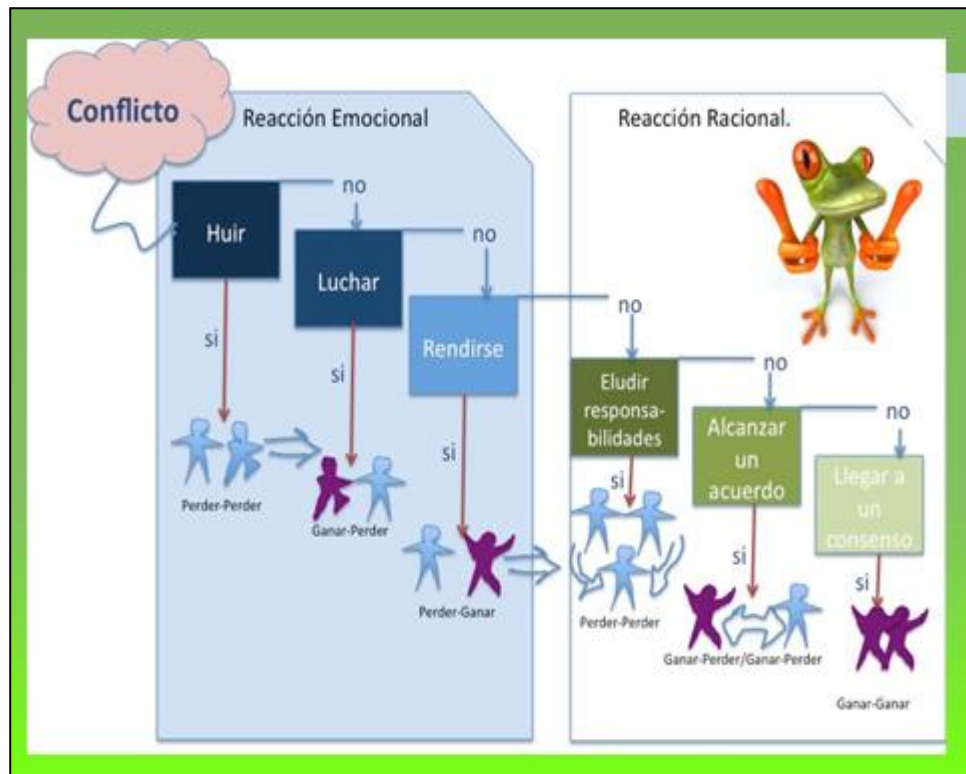 Conflicto
Reacción Emocional
Reacción Racional.
Huir
no
Luchar
no
Rendirse
no
Eludir
responsa-
bilidades
no
Alcanzar
un
acuerdo
no
Llegar a
un
consenso
si
si
si
si
si
si
Perder-Perder
Ganar-Perder
Perder-Ganar
Perder-Perder
Ganar-Perder/Ganar-Perder
Ganar-Ganar